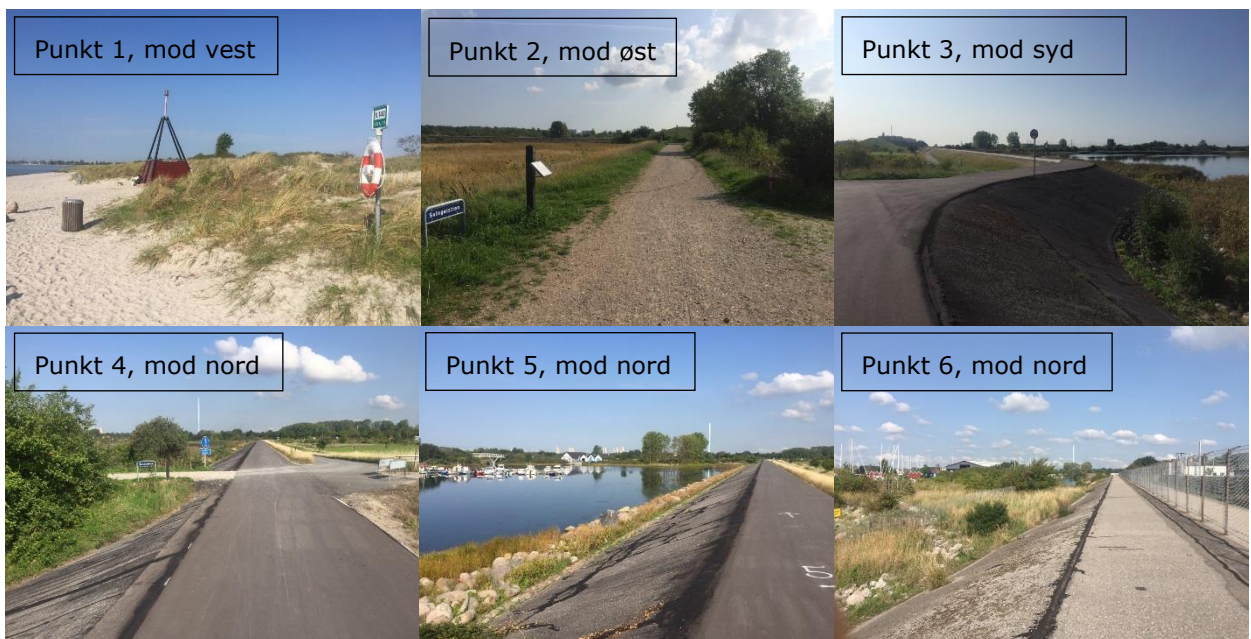 Punkt 1, mod vest
Punkt 2, mod øst
Punkt 3, mod syd
Punkt 4, mod nord
Punkt 5, mod nord
Punkt 6, mod nord